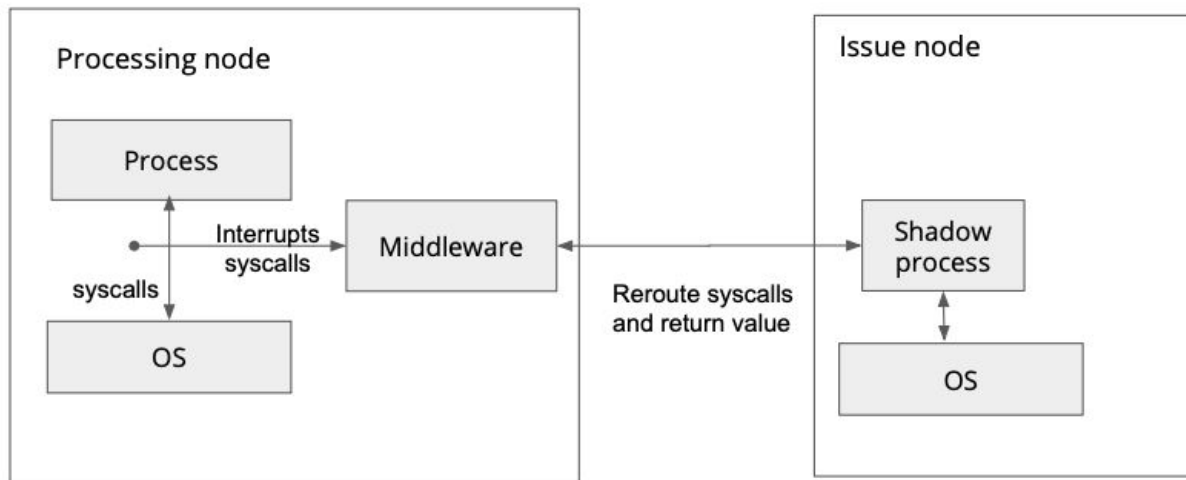 Processing node
Process
Interrupts
syscalls
Middleware
syscalls
OS
Reroute syscalls
and return value
Issue node
Shadow
process
OS